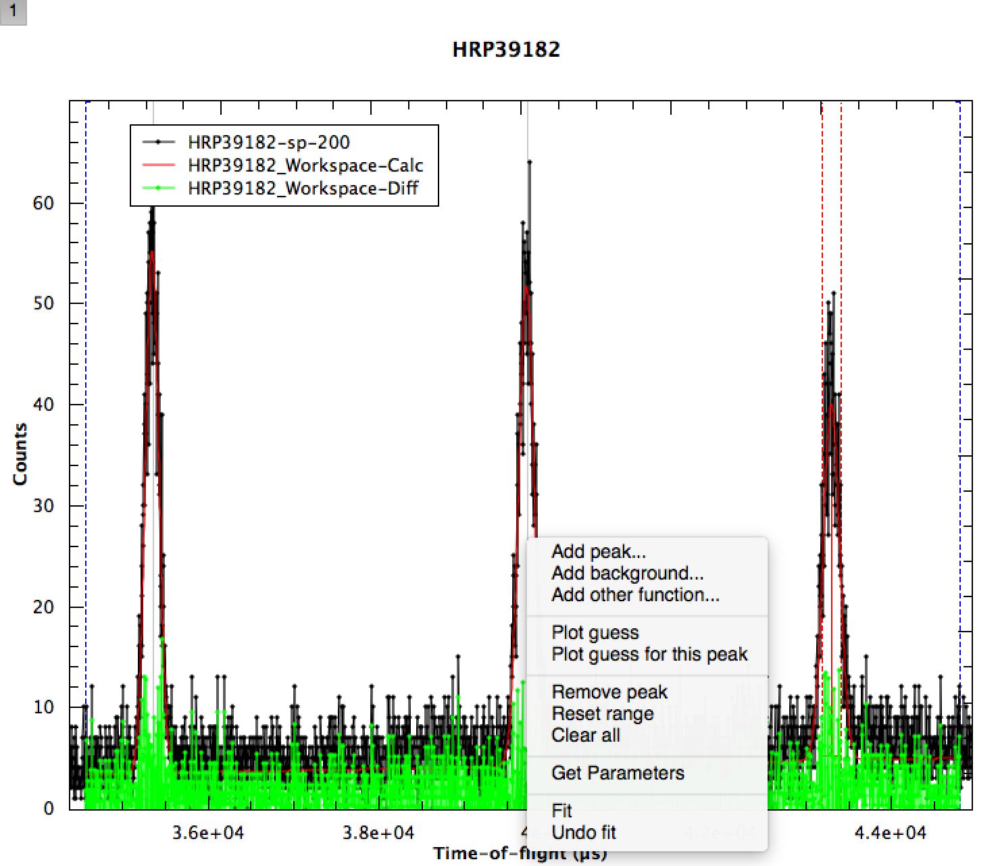 1
HRP39182
HRP39182-sp-200
HRP39182_Workspace-Calc
HRP39182_Workspace-Diff
60
50
40
30
20
10
0
Counts
Add peak...
Add background...
Add other function...
Plot guess
Plot guess for this peak
Remove peak
Reset range
Clear all
Get Parameters
Fit
Undo fit
3.6e+04 3.8e+04 4e+04 4.2e+04 4.4e+04
Time-of-flight (µs)